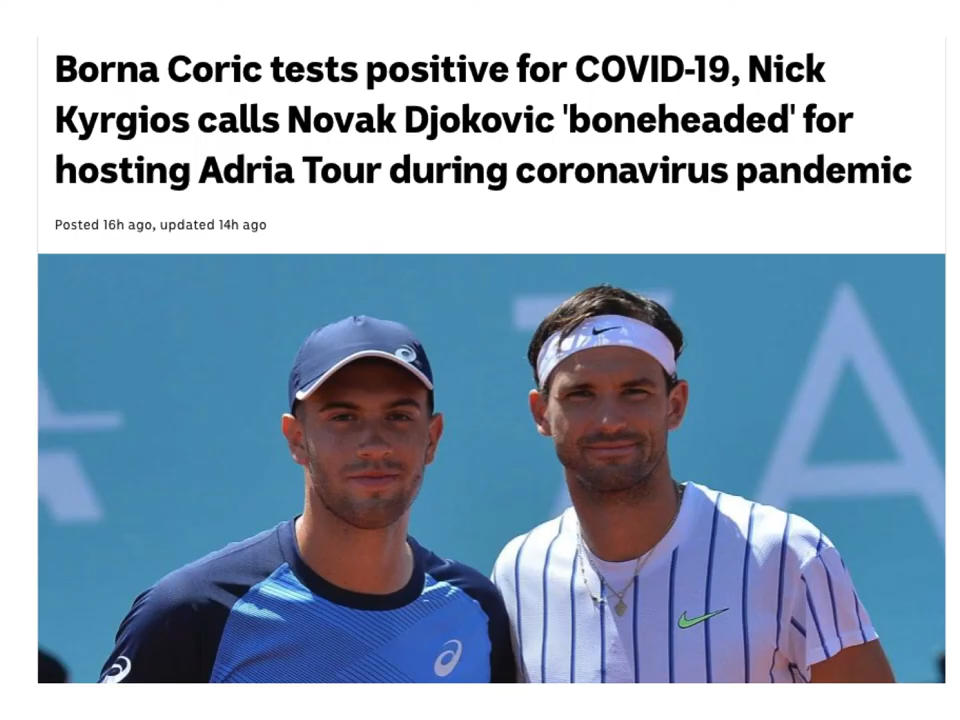 Borna Coric tests positive for COVID-19, Nick
Kyrgios calls Novak Djokovic 'boneheaded' for
hosting Adria Tour during coronavirus pandemic
Posted 16h ago, updated 14h ago